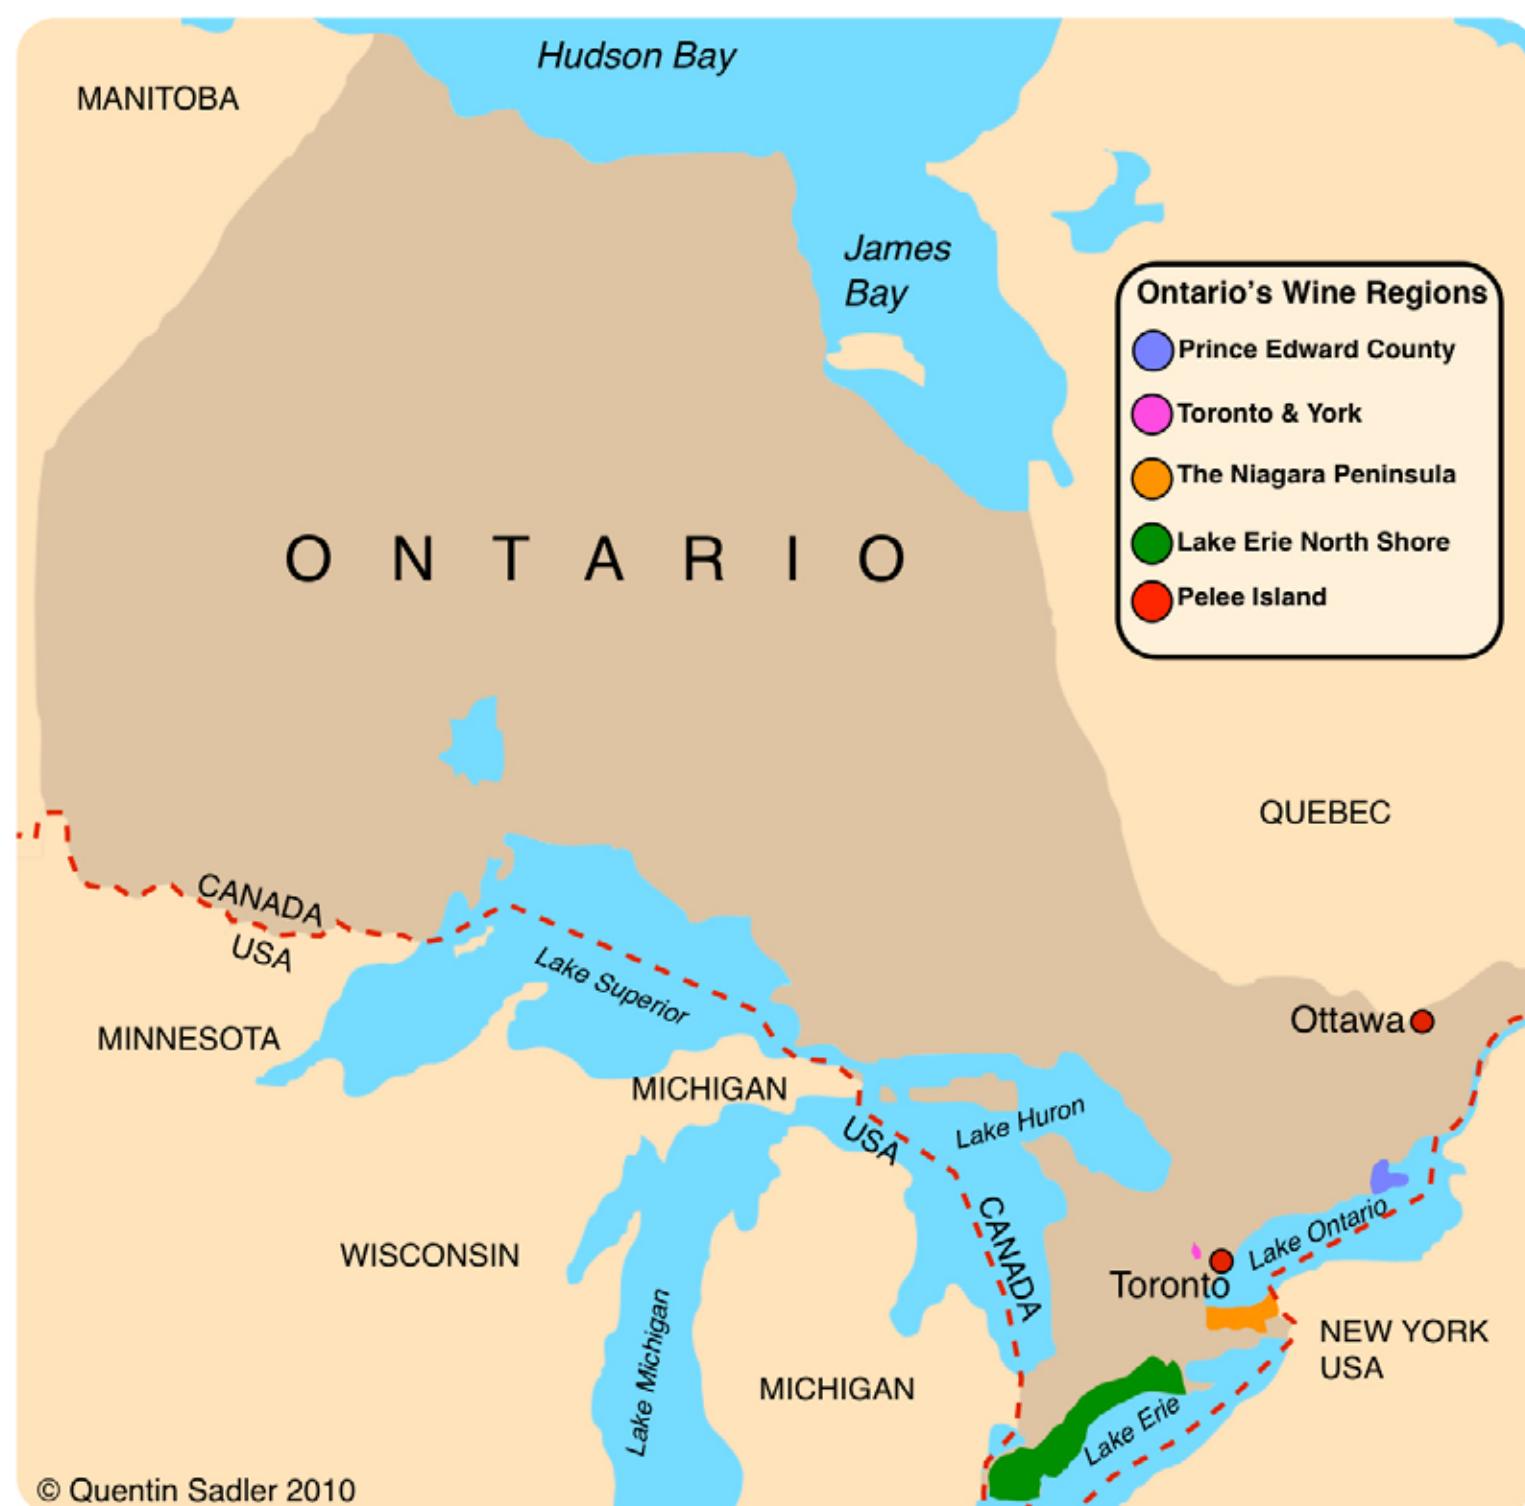 Hudson Bay
MANITOBA
James
Bay
Ontario's Wine Regions
Prince Edward County
Toronto & York
The Niagara Peninsula
Lake Erie North Shore
Pelee Island
O N T A R I O
QUEBEC
CANADA
USA
Lake Superior
Ottawa
MINNESOTA
MICHIGAN
Lake Huron
USA
CANADA
Lake Ontario
WISCONSIN
Toronto
Lake Michigan
NEW YORK
USA
MICHIGAN
Lake Erie
© Quentin Sadler 2010